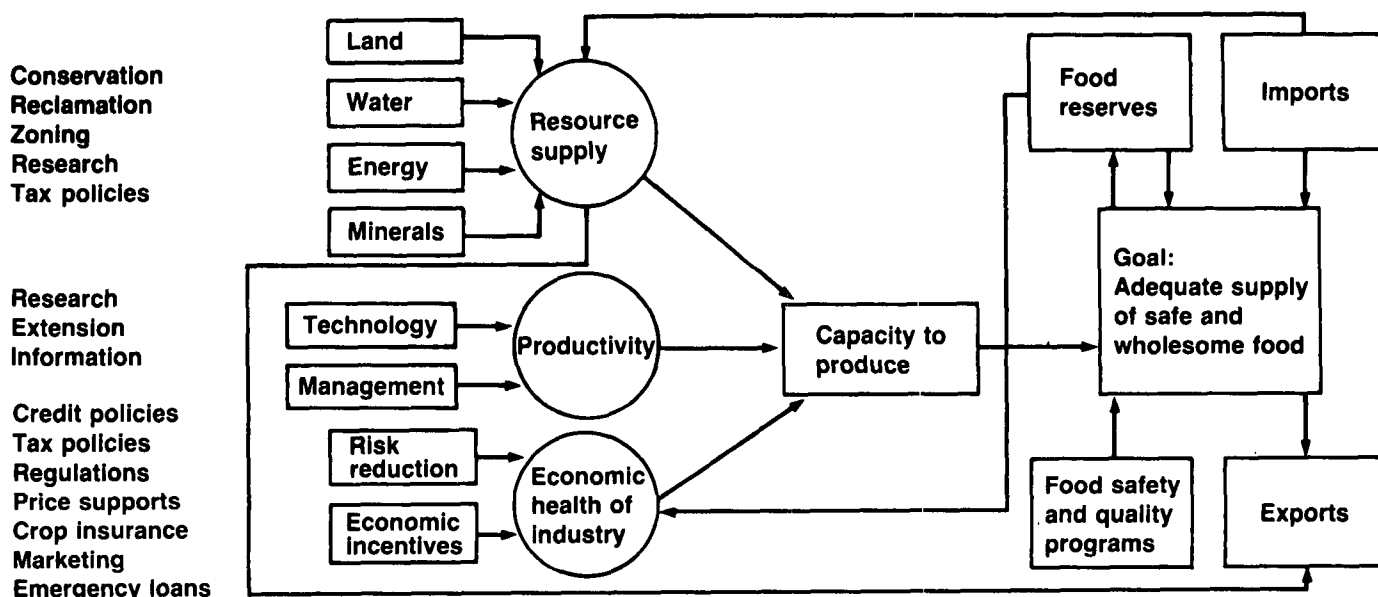 Conservation
Reclamation
Zoning
Research
Tax policies
Research
Extension
Information
Credit policies
Tax policies
Regulations
Price supports
Crop insurance
Marketing
Emergency loans
Land
Water
Energy
Minerals
Technology
Management
Risk
reduction
Economic
incentives
Resource
supply
Productivity
Economic
health of
industry
Capacity to
produce
Food
reserves
Imports
Goal:
Adequate supply
of safe and
wholesome food
Food safety
and quality
programs
Exports